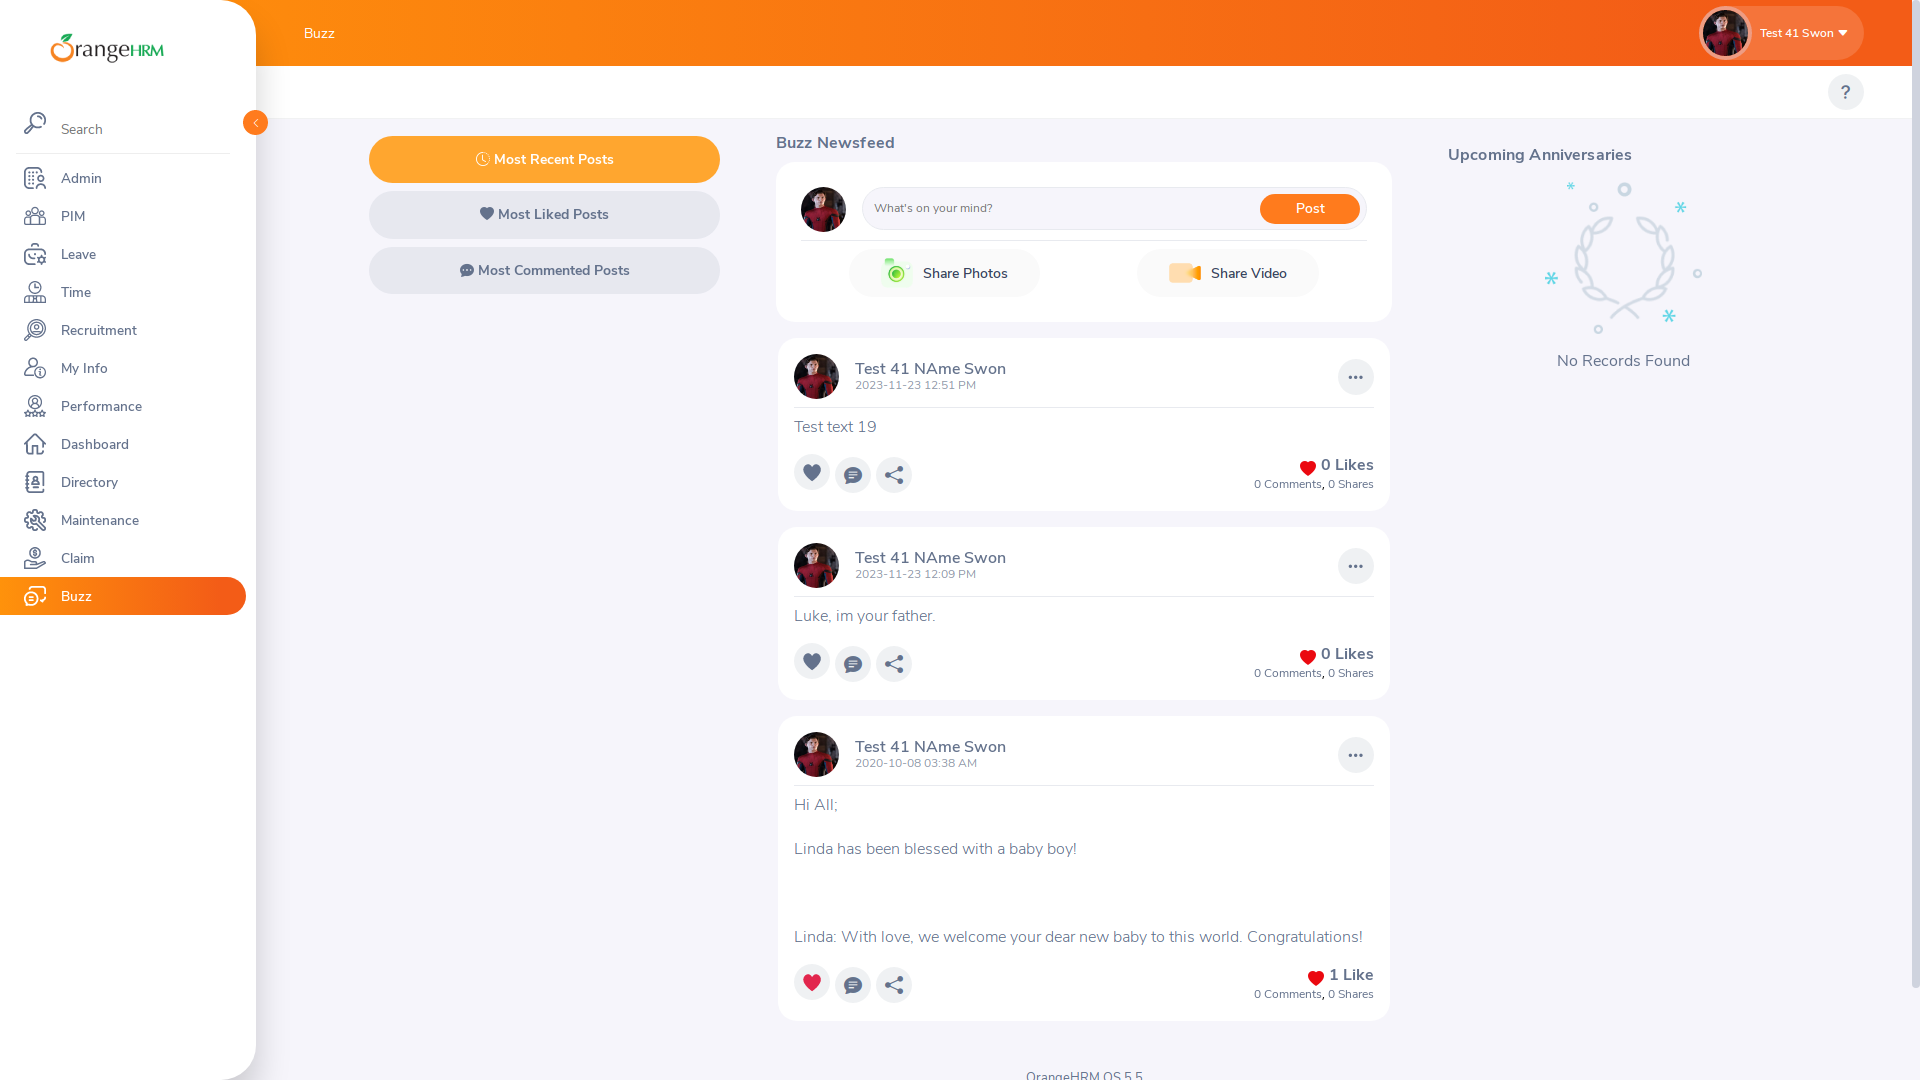 OrangeHRM
Search
Admin
PIM
Leave
Time
Recruitment
My Info
Performance
Dashboard
Directory
Maintenance
Claim
Buzz
Buzz
Test 41 Swon
?
Most Recent Posts
Most Liked Posts
Most Commented Posts
Buzz Newsfeed
What's on your mind?
Post
Share Photos
Share Video
Test 41 NAme Swon
2023-11-23 12:51 PM
Test text 19
0 Likes
0 Comments, 0 Shares
Test 41 NAme Swon
2023-11-23 12:09 PM
Luke, im your father.
0 Likes
0 Comments, 0 Shares
Test 41 NAme Swon
2020-10-08 03:38 AM
Hi All;
Linda has been blessed with a baby boy!
Linda: With love, we welcome your dear new baby to this world. Congratulations!
1 Like
0 Comments, 0 Shares
Upcoming Anniversaries
No Records Found
OrangeHRM OS 5.5